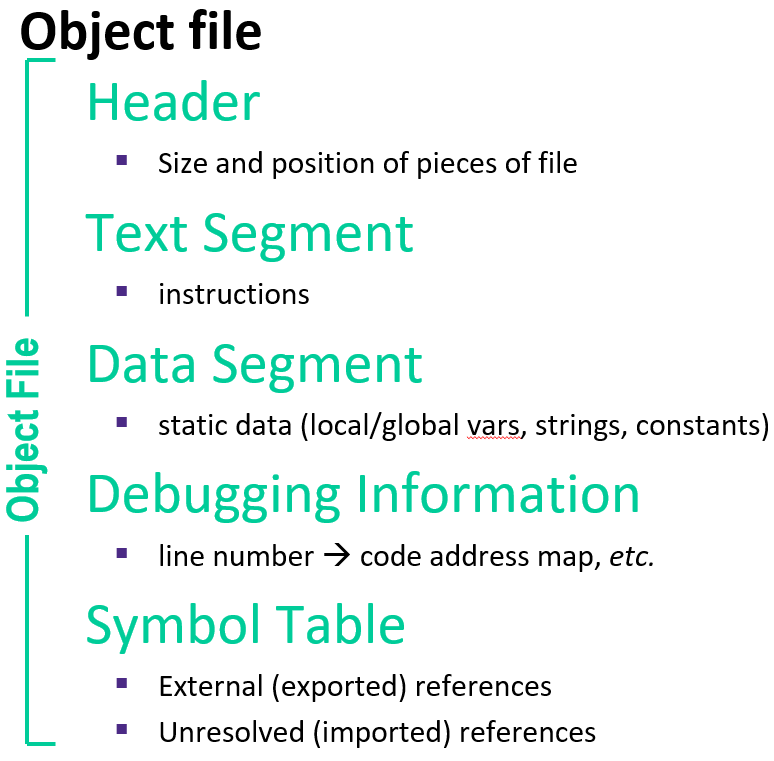 Object file
Header
▪ Size and position of pieces of file
Text Segment
▪ instructions
Data Segment
▪ static data (local/global vars, strings, constants)
Debugging Information
▪ line number → code address map, etc.
Symbol Table
▪ External (exported) references
▪ Unresolved (imported) references
Object File